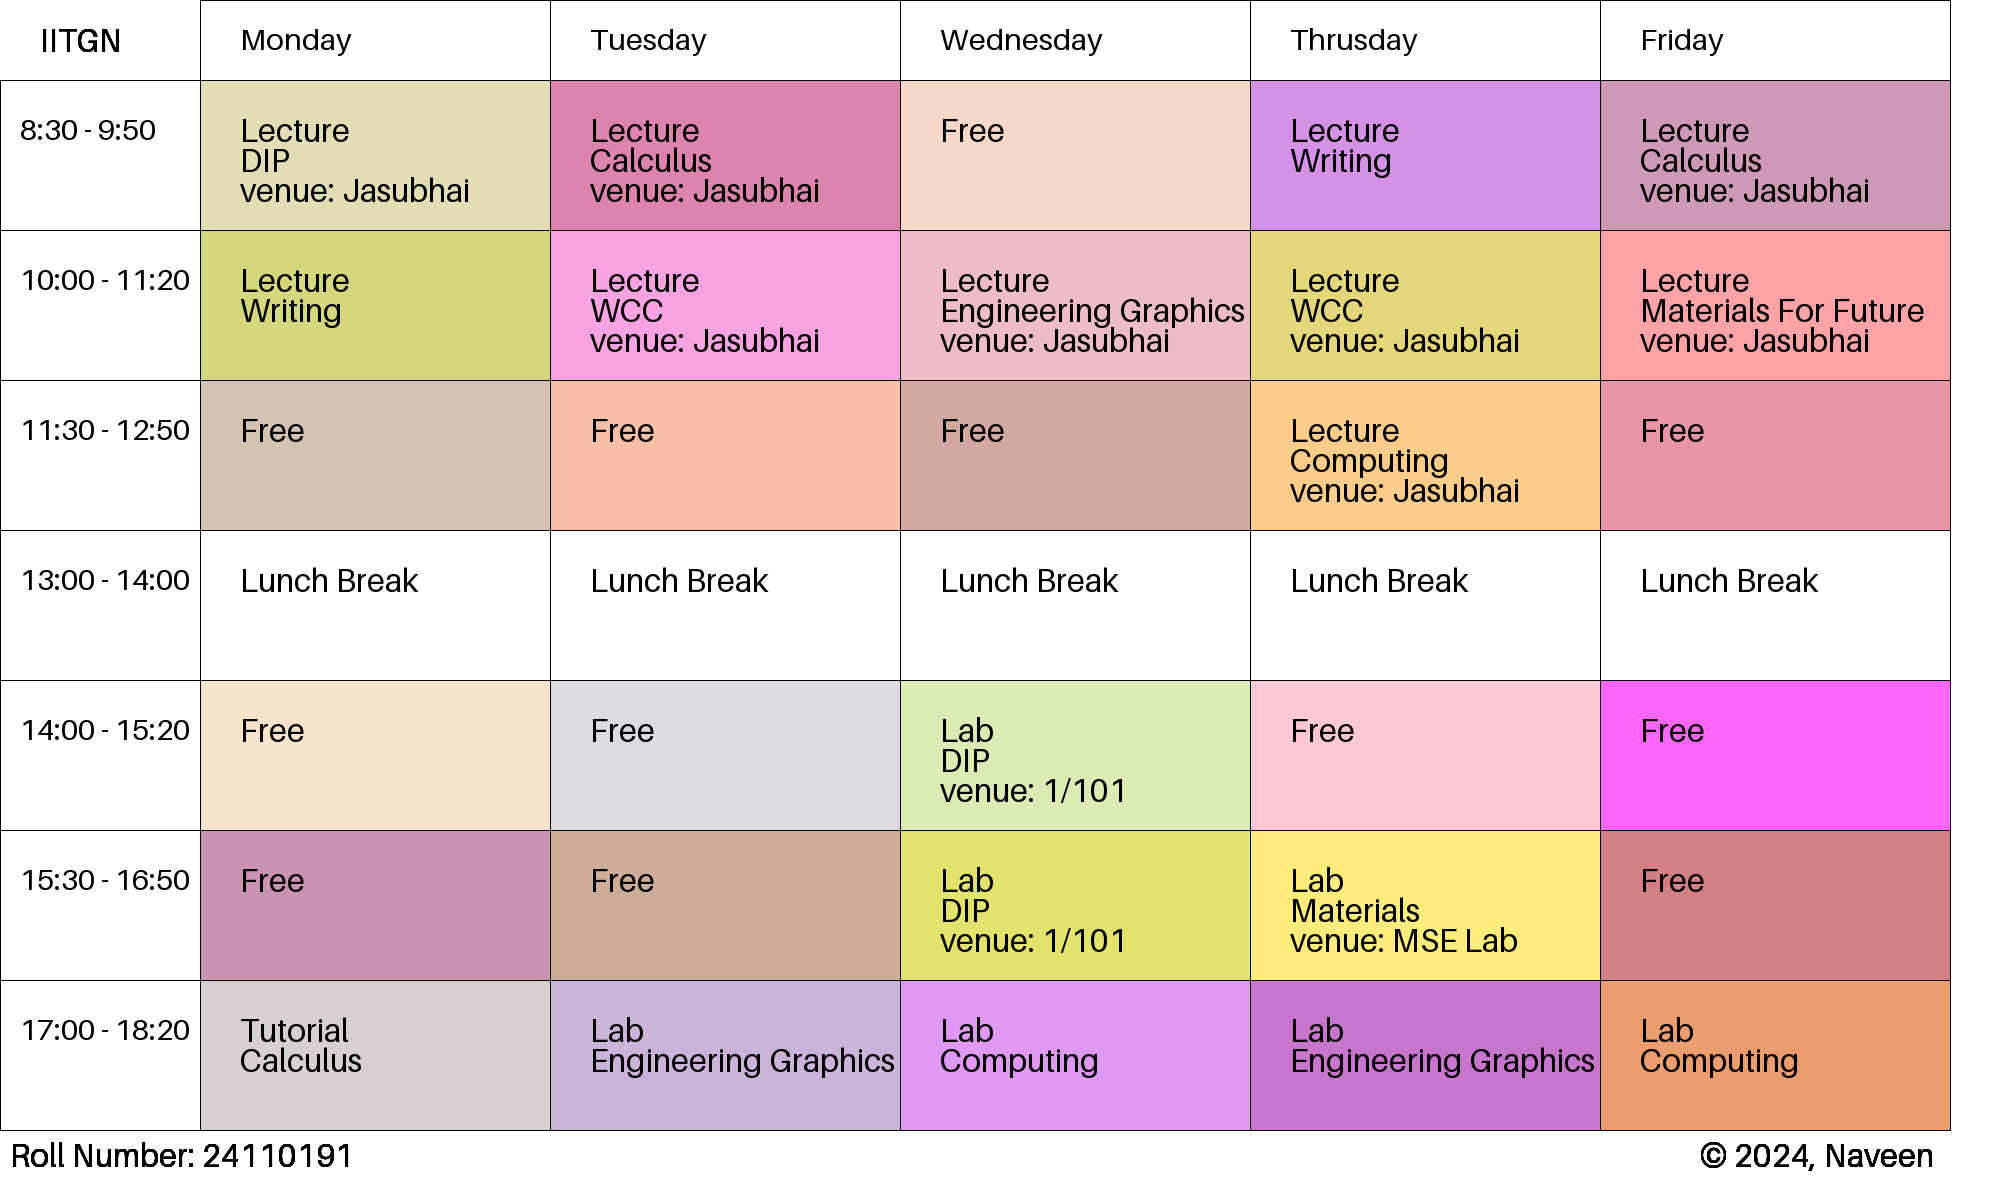 IITGN Monday Tuesday Wednesday Thrusday Friday
8:30 - 9:50
Lecture
DIP
venue: Jasubhai
Lecture
Calculus
venue: Jasubhai
Free
Lecture
Writing
Lecture
Calculus
venue: Jasubhai
10:00 - 11:20
Lecture
Writing
Lecture
WCC
venue: Jasubhai
Lecture
Engineering Graphics
venue: Jasubhai
Lecture
WCC
venue: Jasubhai
Lecture
Materials For Future
venue: Jasubhai
11:30 - 12:50
Free
Free
Free
Lecture
Computing
venue: Jasubhai
Free
13:00 - 14:00
Lunch Break
Lunch Break
Lunch Break
Lunch Break
Lunch Break
14:00 - 15:20
Free
Free
Lab
DIP
venue: 1/101
Free
Free
15:30 - 16:50
Free
Free
Lab
DIP
venue: 1/101
Lab
Materials
venue: MSE Lab
Free
17:00 - 18:20
Tutorial
Calculus
Lab
Engineering Graphics
Lab
Computing
Lab
Engineering Graphics
Lab
Computing
Roll Number: 24110191
© 2024, Naveen